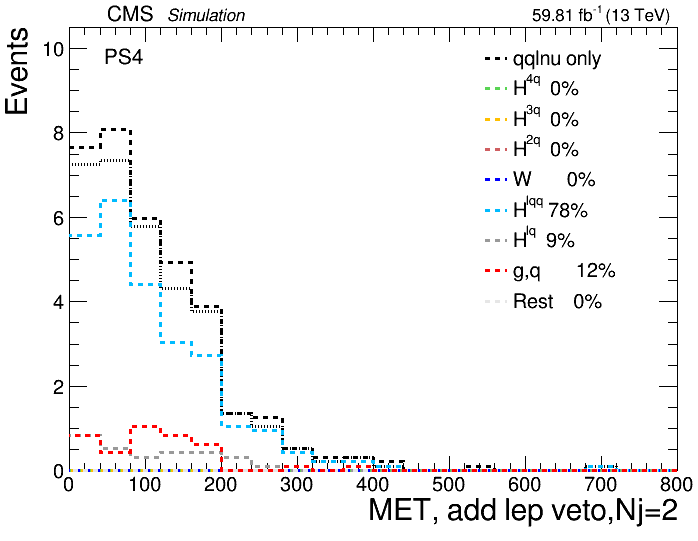 CMS Simulation 59.81 fb-1 (13 TeV)
Events
PS4
10
8
6
4
2
0
qqlnu only
H4q 0%
H3q 0%
H2q 0%
W 0%
Hlqq 78%
Hlq 9%
g,q 12%
Rest 0%
0 100 200 300 400 500 600 700 800
MET, add lep veto,Nj=2